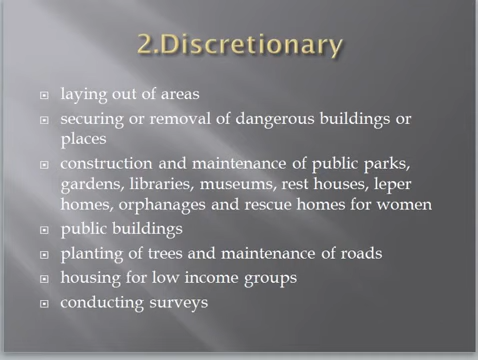 2.Discretionary
laying out of areas
securing or removal of dangerous buildings or
places
construction and maintenance of public parks,
gardens, libraries, museums, rest houses, leper
homes, orphanages and rescue homes for women
public buildings
planting of trees and maintenance of roads
housing for low income groups
conducting surveys